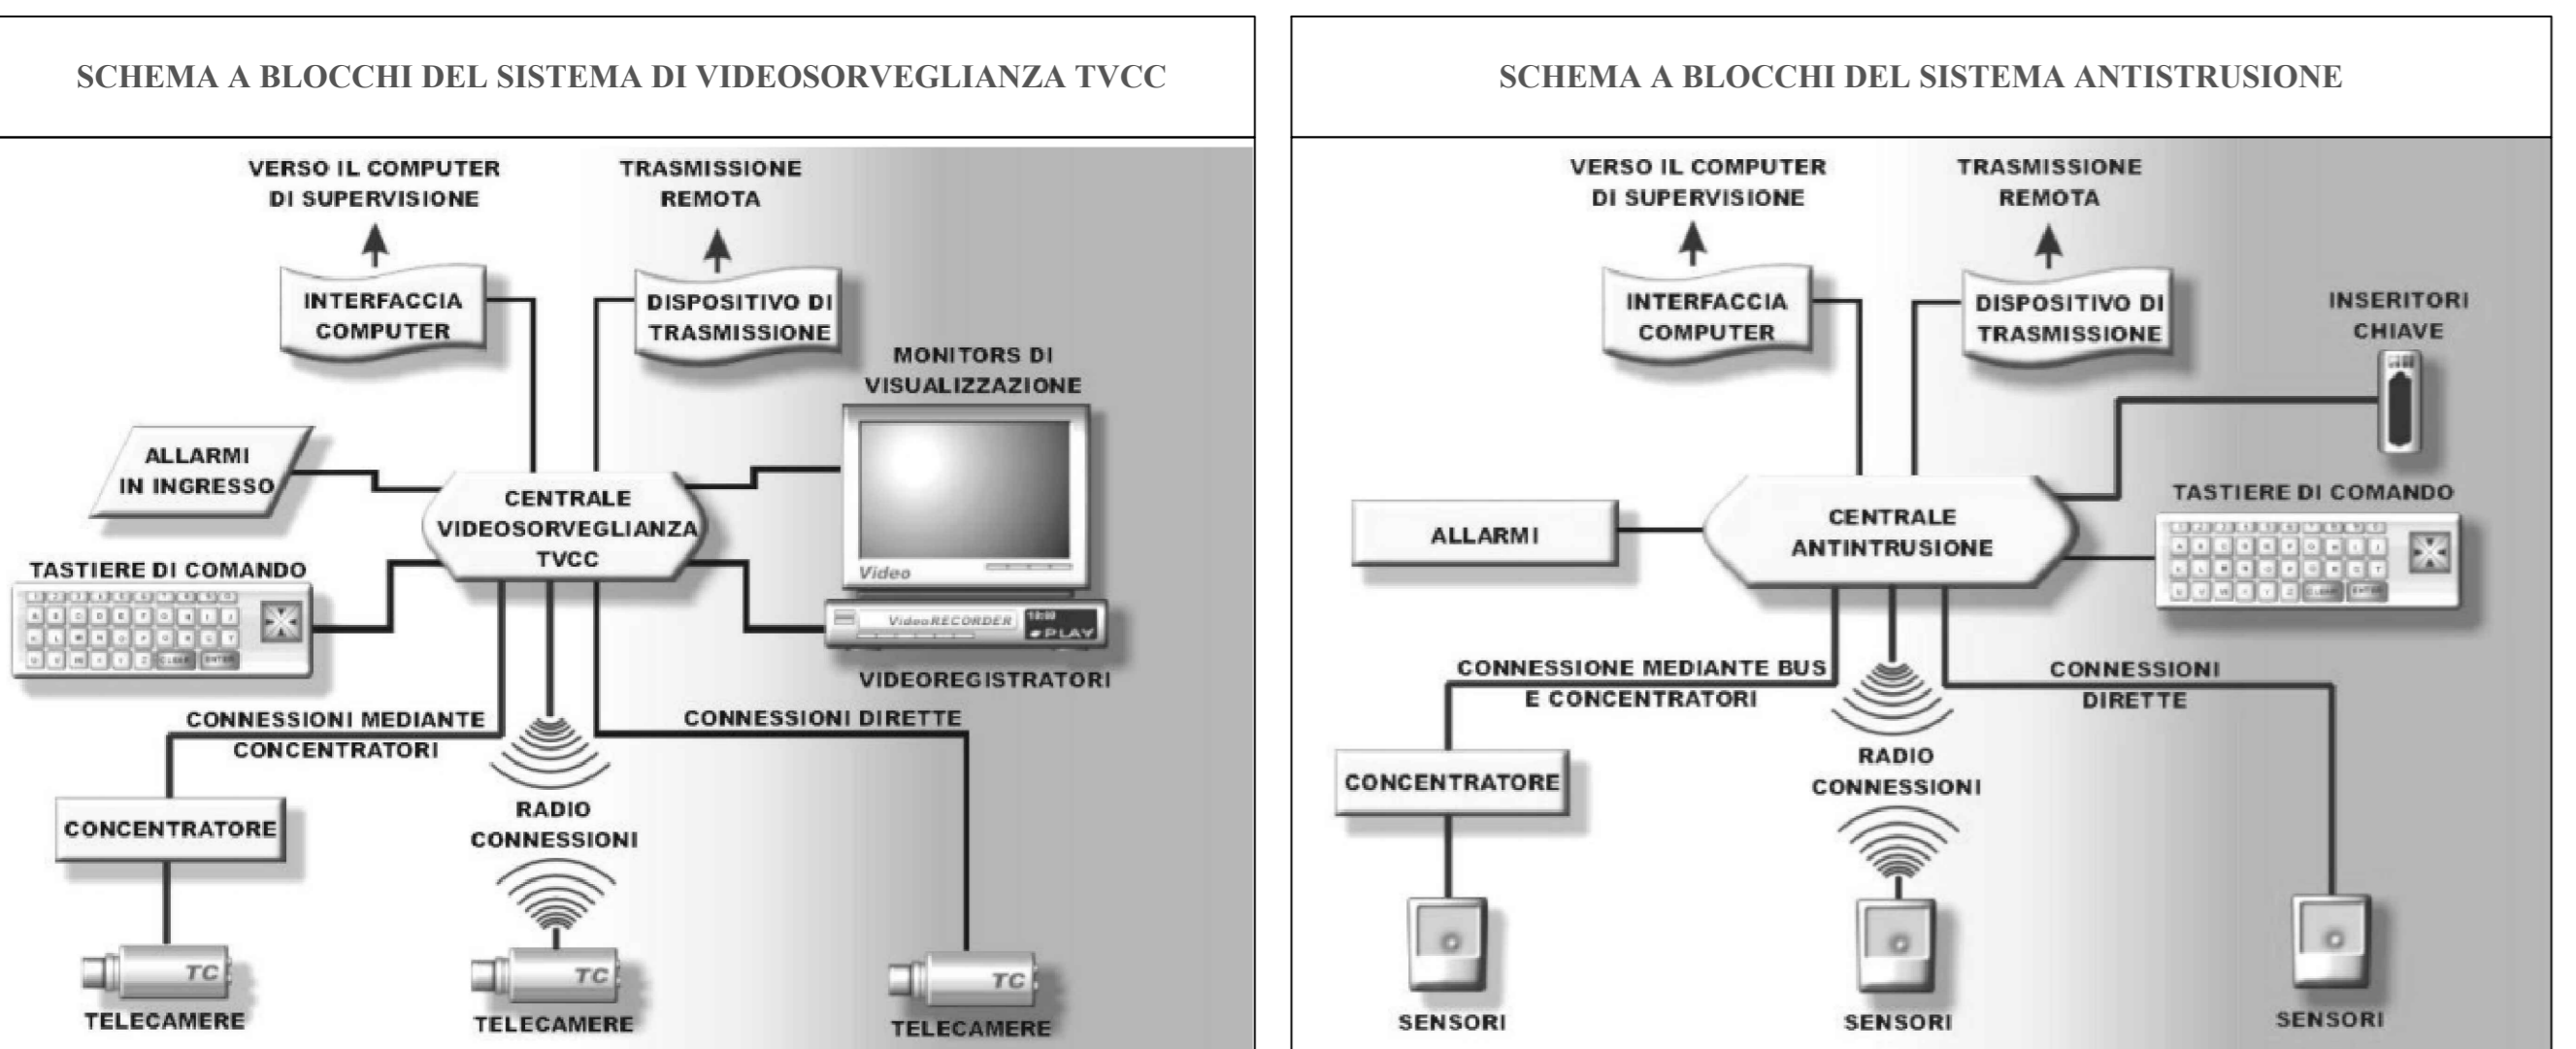 SCHEMA A BLOCCHI DEL SISTEMA DI VIDEOSORVEGLIANZA TVCC
VERSO IL COMPUTER
DI SUPERVISIONE
TRASMISSIONE
REMOTA
INTERFACCIA
COMPUTER
DISPOSITIVO DI
TRASMISSIONE
MONITORS DI
VISUALIZZAZIONE
ALLARMI
IN INGRESSO
CENTRALE
VIDEOSORVEGLIANZA
TVCC
Video
TASTIERE DI COMANDO
CLEAR
ENTER
VideoRECORDER
PLAY
VIDEOREGISTRATORI
CONNESSIONI MEDIANTE
CONCENTRATORI
CONNESSIONI DIRETTE
RADIO
CONNESSIONI
CONCENTRATORE
TC
TELECAMERE
TC
TELECAMERE
TC
TELECAMERE
SCHEMA A BLOCCHI DEL SISTEMA ANTISTRUSIONE
VERSO IL COMPUTER
DI SUPERVISIONE
TRASMISSIONE
REMOTA
INTERFACCIA
COMPUTER
DISPOSITIVO DI
TRASMISSIONE
INSERITORI
CHIAVE
ALLARMI
CENTRALE
ANTINTRUSIONE
TASTIERE DI COMANDO
CLEAR
ENTER
CONNESSIONE MEDIANTE BUS
E CONCENTRATORI
CONNESSIONI
DIRETTE
RADIO
CONNESSIONI
CONCENTRATORE
SENSORI
SENSORI
SENSORI